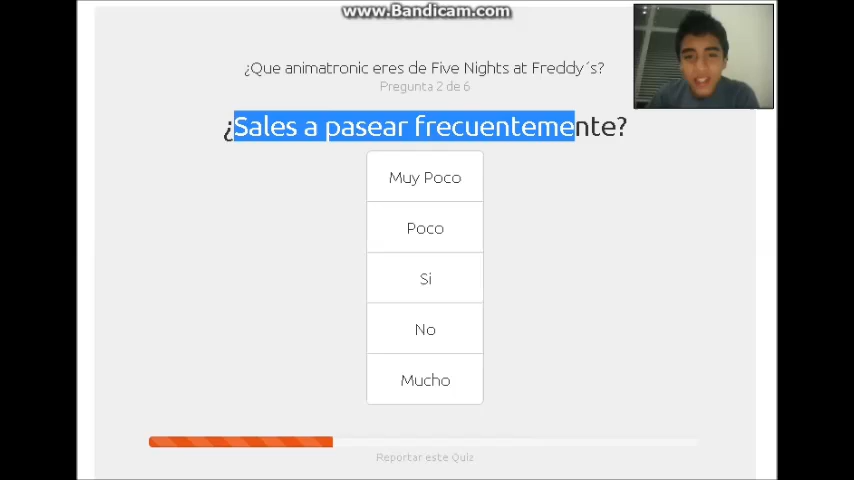 www.Bandicam.com
¿Que animatronic eres de Five Nights at Freddy´s?
Pregunta 2 de 6
¿Sales a pasear frecuentemente?
Muy Poco
Poco
Si
No
Mucho
Reportar este Quiz